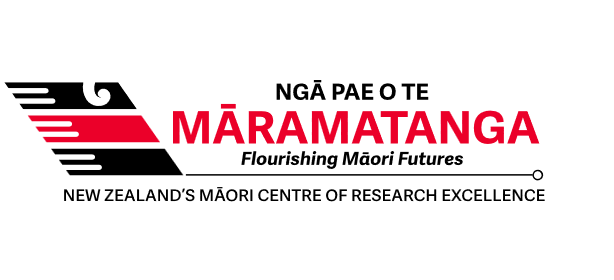 NGĀ PAE O TE
MĀRAMATANGA
Flourishing Māori Futures
NEW ZEALAND'S MĀORI CENTRE OF RESEARCH EXCELLENCE